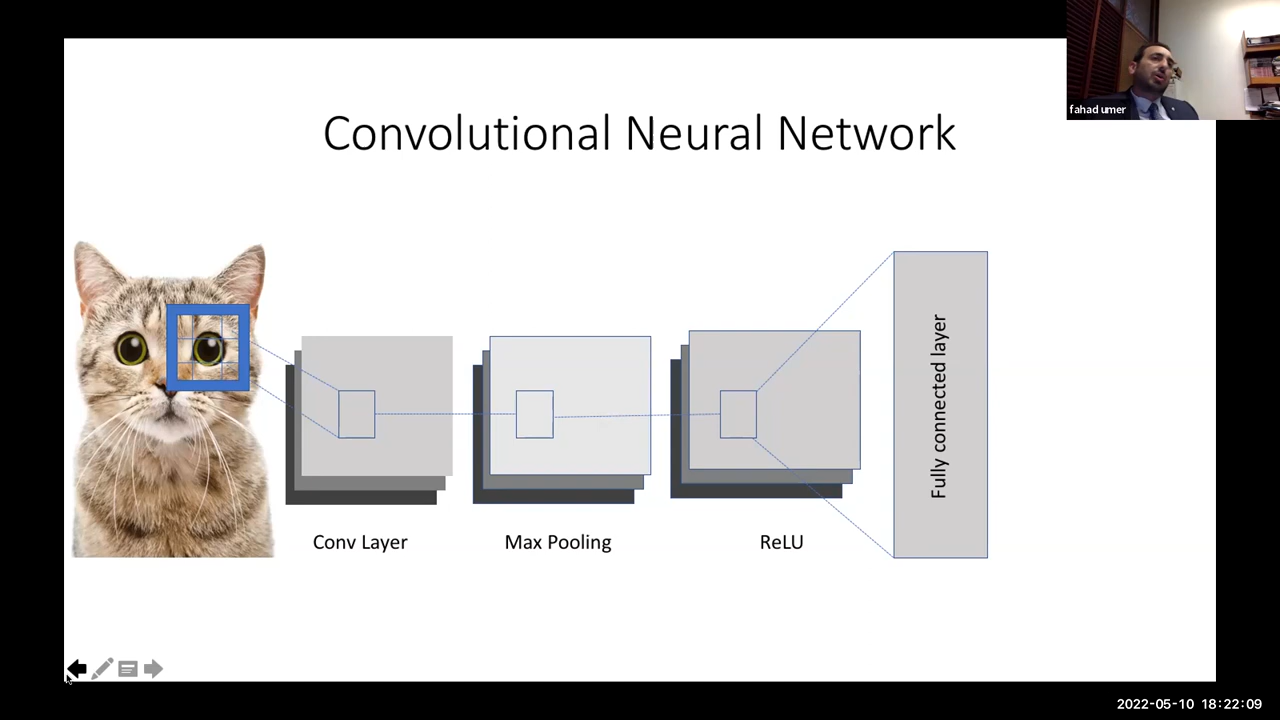 fahad umer
Convolutional Neural Network
Fully connected layer
Conv Layer
Max Pooling
ReLU
2022-05-10 18:22:09